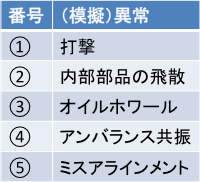 番号 （模擬）異常
① 打撃
② 内部部品の飛散
③ オイルホワール
④ アンバランス共振
⑤ ミスアラインメント